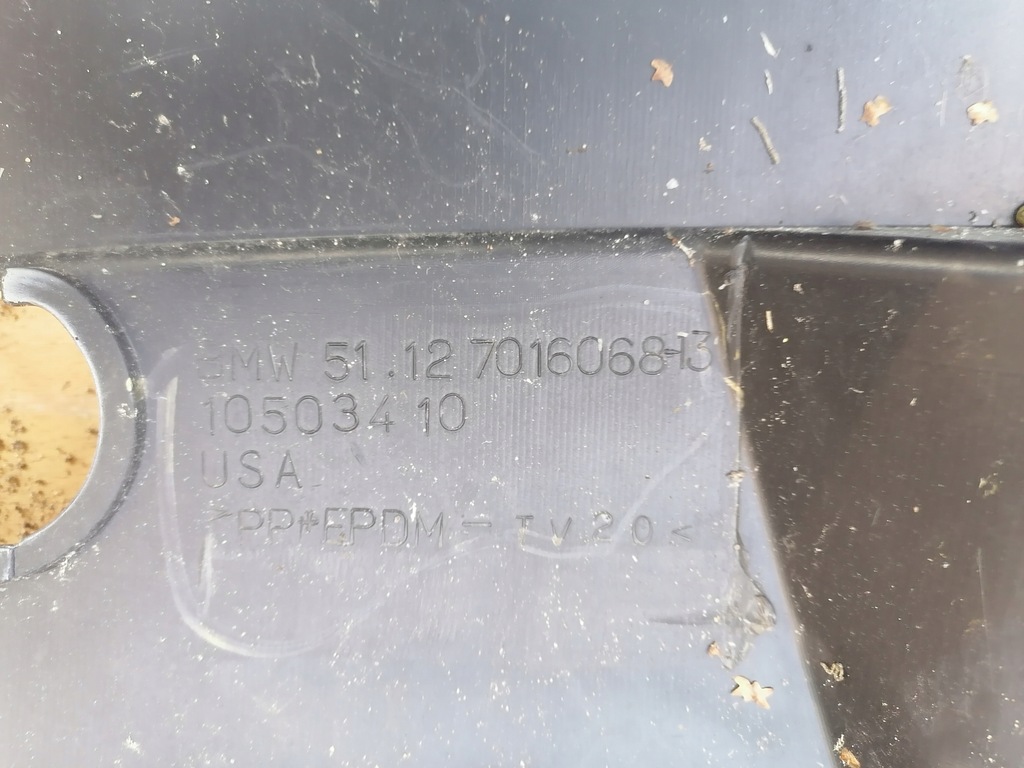 BMW 51.12 7016068-13
10503410
USA
>PP+EPDM-TV20<